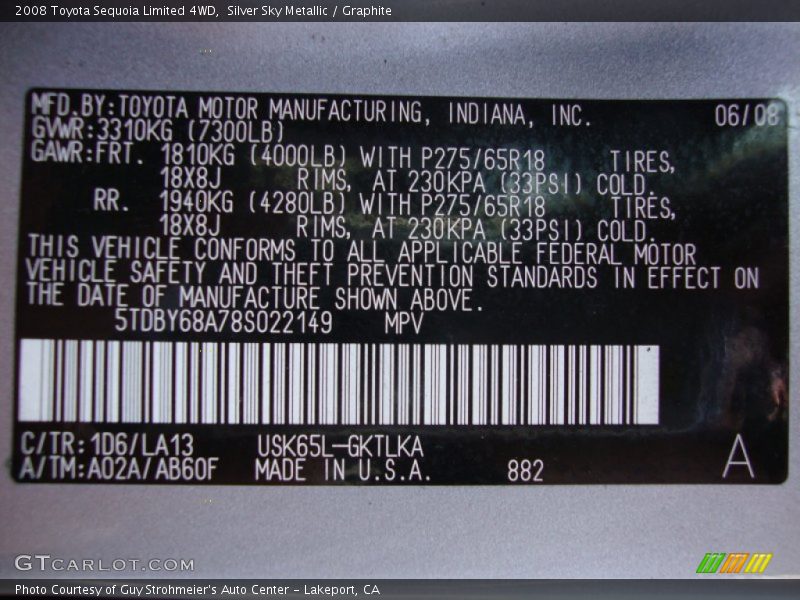 2008 Toyota Sequoia Limited 4WD,  Silver Sky Metallic / Graphite
MFD.BY:TOYOTA MOTOR MANUFACTURING, INDIANA, INC. 06/08
GVWR:3310KG (7300LB)
GAWR:FRT. 1810KG (4000LB) WITH P275/65R18 TIRES,
18X8J RIMS, AT 230KPA (33PSI) COLD.
RR. 1940KG (4280LB) WITH P275/65R18 TIRES,
18X8J RIMS, AT 230KPA (33PSI) COLD.
THIS VEHICLE CONFORMS TO ALL APPLICABLE FEDERAL MOTOR
VEHICLE SAFETY AND THEFT PREVENTION STANDARDS IN EFFECT ON
THE DATE OF MANUFACTURE SHOWN ABOVE.
5TDBY68A78S022149 MPV
C/TR:1D6/LA13 USK65L-GKTLKA
A/TM:A02A/AB60F MADE IN U.S.A. 882 A
GTCARLOT.COM
Photo Courtesy of Guy Strohmeier's Auto Center – Lakeport, CA